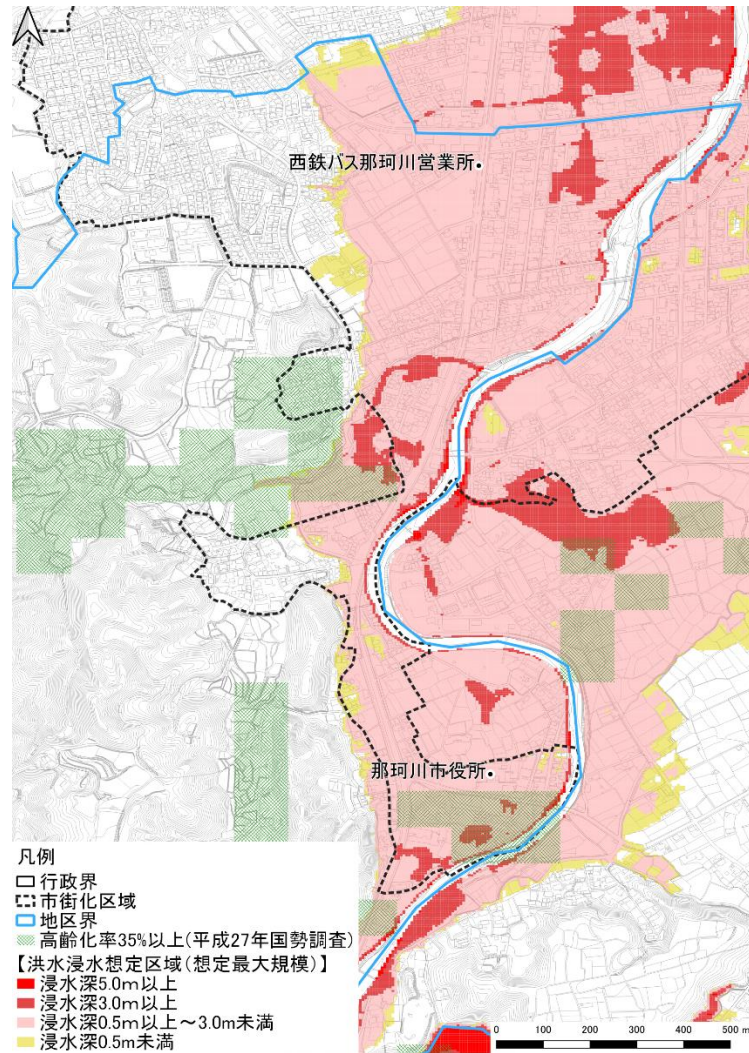 西鉄バス那珂川営業所
那珂川市役所
凡例
行政界
市街化区域
地区界
高齢化率35%以上(平成27年国勢調査)
【洪水浸水想定区域(想定最大規模)】
浸水深5.0m以上
浸水深3.0m以上
浸水深0.5m以上～3.0m未満
浸水深0.5m未満
0 100 200 300 400 500 m